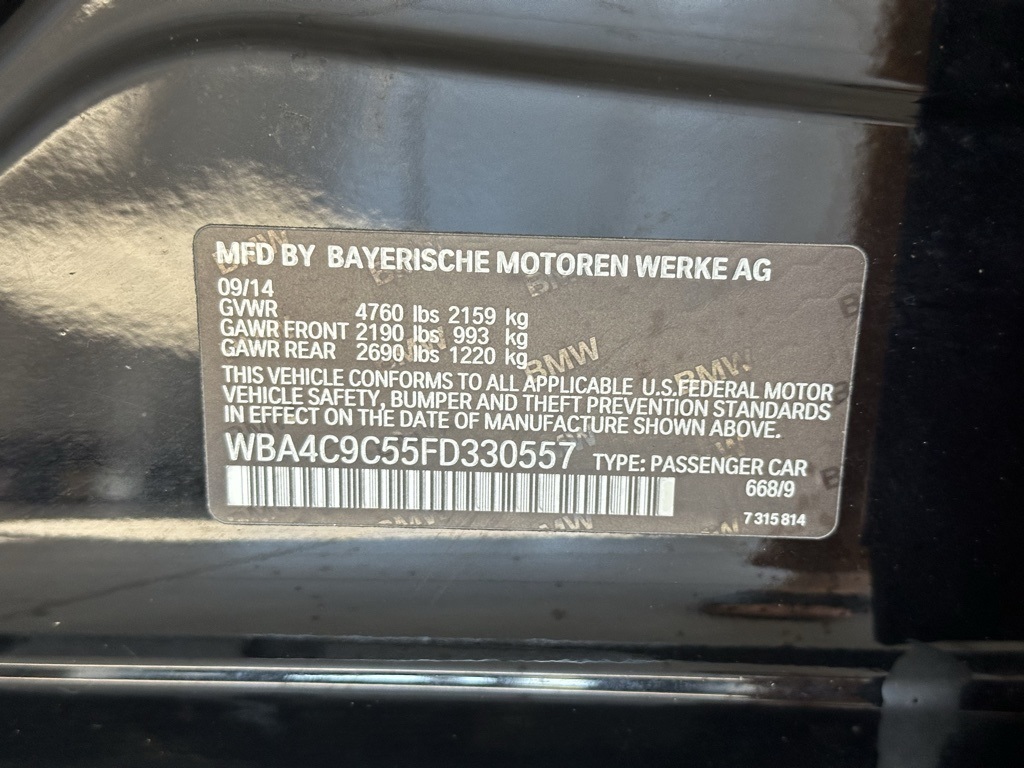 MFD BY BAYERISCHE MOTOREN WERKE AG
09/14
GVWR 4760 lbs 2159 kg
GAWR FRONT 2190 lbs 993 kg
GAWR REAR 2690 lbs 1220 kg
THIS VEHICLE CONFORMS TO ALL APPLICABLE U.S.FEDERAL MOTOR
VEHICLE SAFETY, BUMPER AND THEFT PREVENTION STANDARDS
IN EFFECT ON THE DATE OF MANUFACTURE SHOWN ABOVE.
WBA4C9C55FD330557 TYPE: PASSENGER CAR
668/9
7 315 814